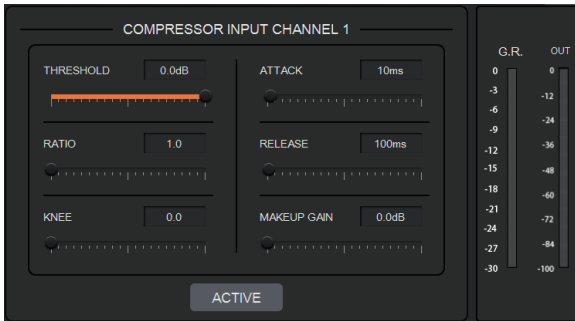 COMPRESSOR INPUT CHANNEL 1
THRESHOLD 0.0dB
ATTACK 10ms
RATIO 1.0
RELEASE 100ms
KNEE 0.0
MAKEUP GAIN 0.0dB
ACTIVE
G.R.
0
-3
-6
-9
-12
-15
-18
-21
-24
-27
-30
OUT
0
-12
-24
-36
-48
-60
-72
-84
-100